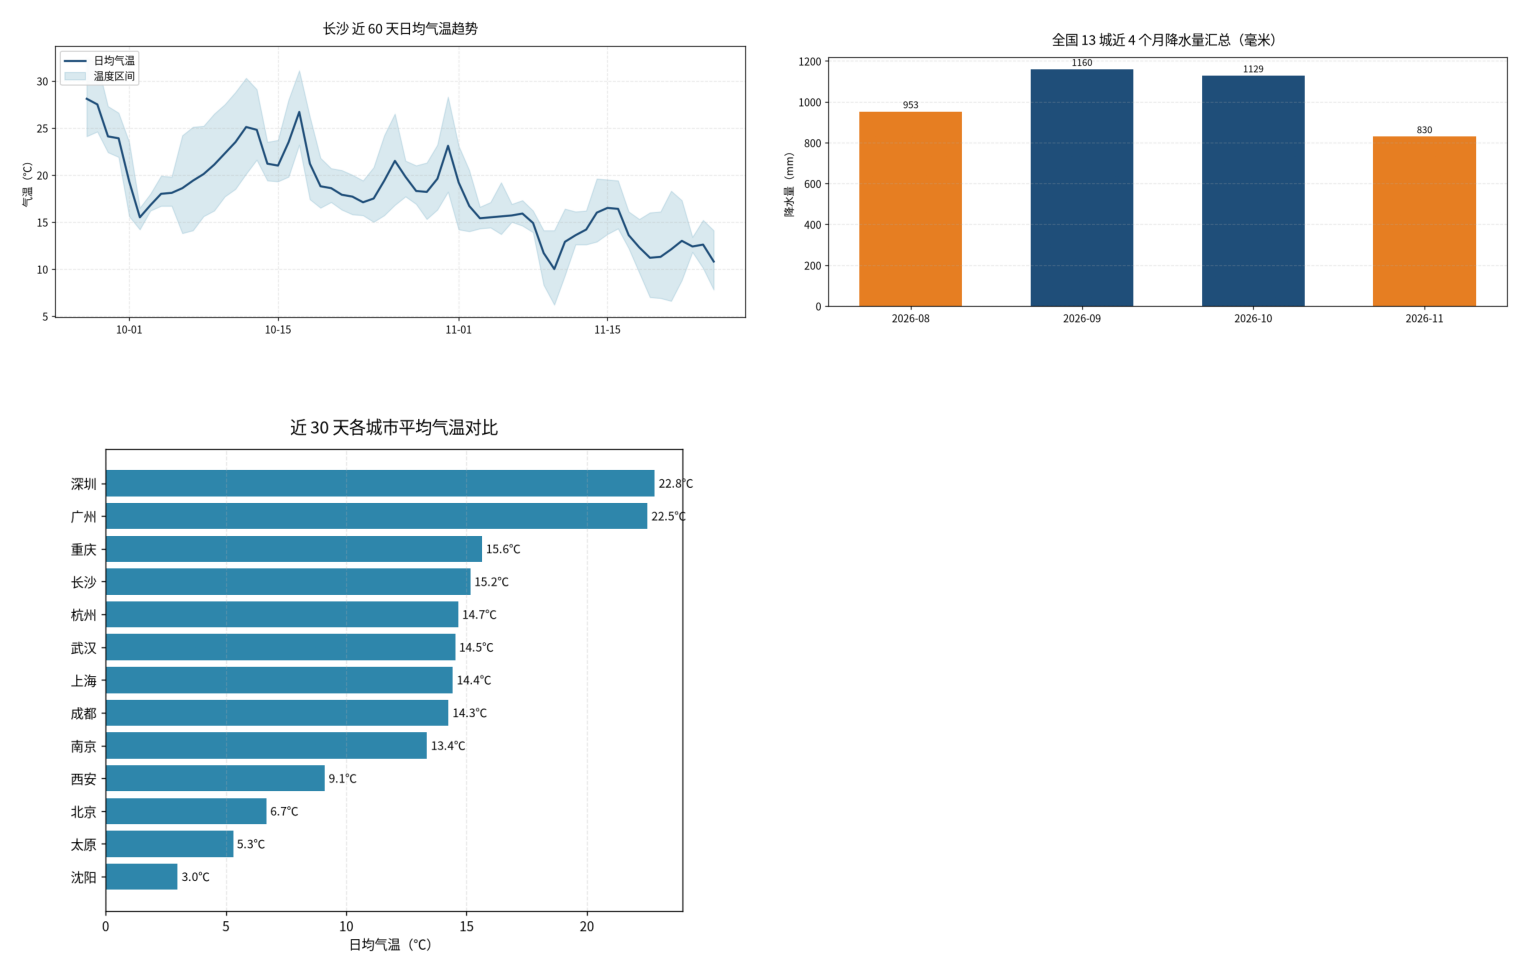 长沙 近 60 天日均气温趋势
日均气温
温度区间
气温（℃）
30
25
20
15
10
5
10-01
10-15
11-01
11-15
全国 13 城近 4 个月降水量汇总（毫米）
降水量（mm）
1200
1000
800
600
400
200
0
953
1160
1129
830
2026-08
2026-09
2026-10
2026-11
近 30 天各城市平均气温对比
深圳 22.8℃
广州 22.5℃
重庆 15.6℃
长沙 15.2℃
杭州 14.7℃
武汉 14.5℃
上海 14.4℃
成都 14.3℃
南京 13.4℃
西安 9.1℃
北京 6.7℃
太原 5.3℃
沈阳 3.0℃
0 5 10 15 20
日均气温（℃）